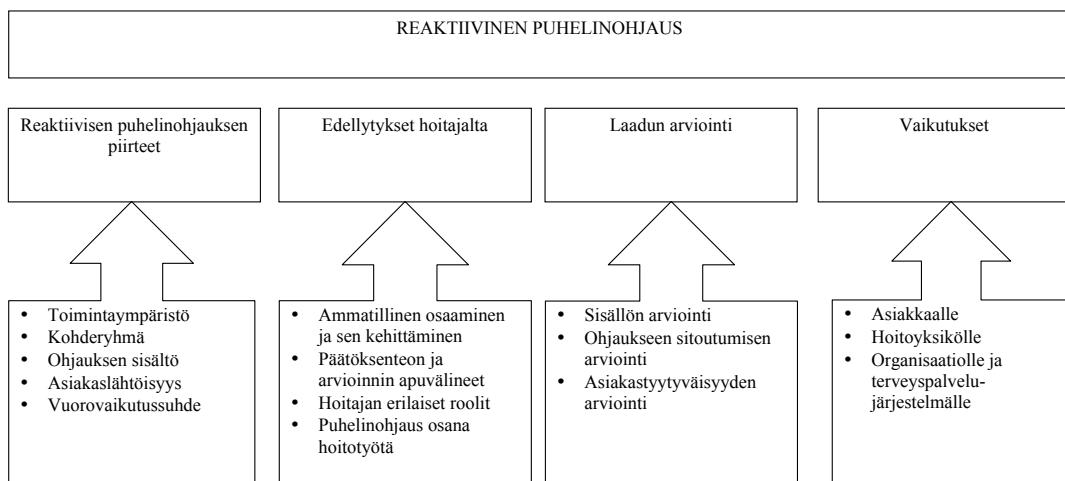 REAKTIIVINEN PUHELINOHJAUS
Reaktiivisen puhelinohjauksen
piirteet
Edellytykset hoitajalta
Laadun arviointi
Vaikutukset
• Toimintaympäristö
• Kohderyhmä
• Ohjauksen sisältö
• Asiakaslähtöisyys
• Vuorovaikutussuhde
• Ammatillinen osaaminen
ja sen kehittäminen
• Päätöksenteon ja
arvioinnin apuvälineet
• Hoitajan erilaiset roolit
• Puhelinohjaus osana
hoitotyötä
• Sisällön arviointi
• Ohjaukseen sitoutumisen
arviointi
• Asiakastyytyväisyyden
arviointi
• Asiakkaalle
• Hoitoyksikölle
• Organisaatiolle ja
terveyspalvelu-
järjestelmälle